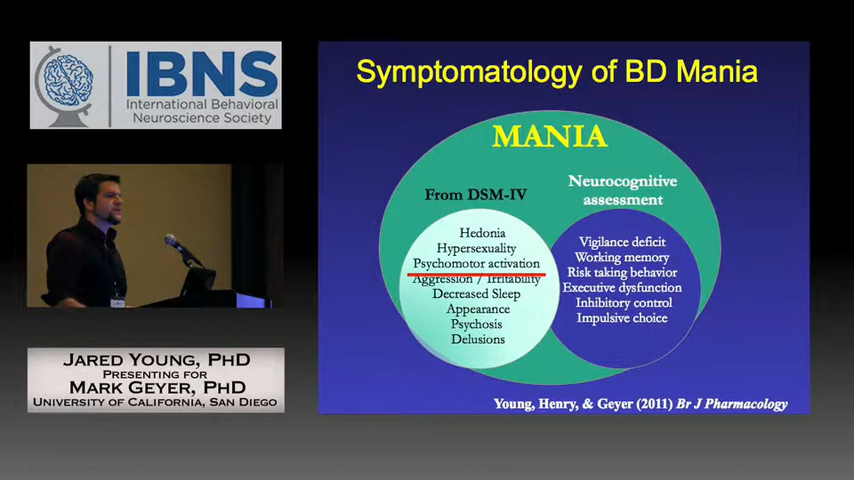 IBNS
International Behavioral
Neuroscience Society
JARED YOUNG, PHD
PRESENTING FOR
MARK GEYER, PHD
UNIVERSITY OF CALIFORNIA, SAN DIEGO
Symptomatology of BD Mania
MANIA
From DSM-IV
Hedonia
Hypersexuality
Psychomotor activation
Aggression / Irritability
Decreased Sleep
Appearance
Psychosis
Delusions
Neurocognitive
assessment
Vigilance deficit
Working memory
Risk taking behavior
Executive dysfunction
Inhibitory control
Impulsive choice
Young, Henry, & Geyer (2011) Br J Pharmacology